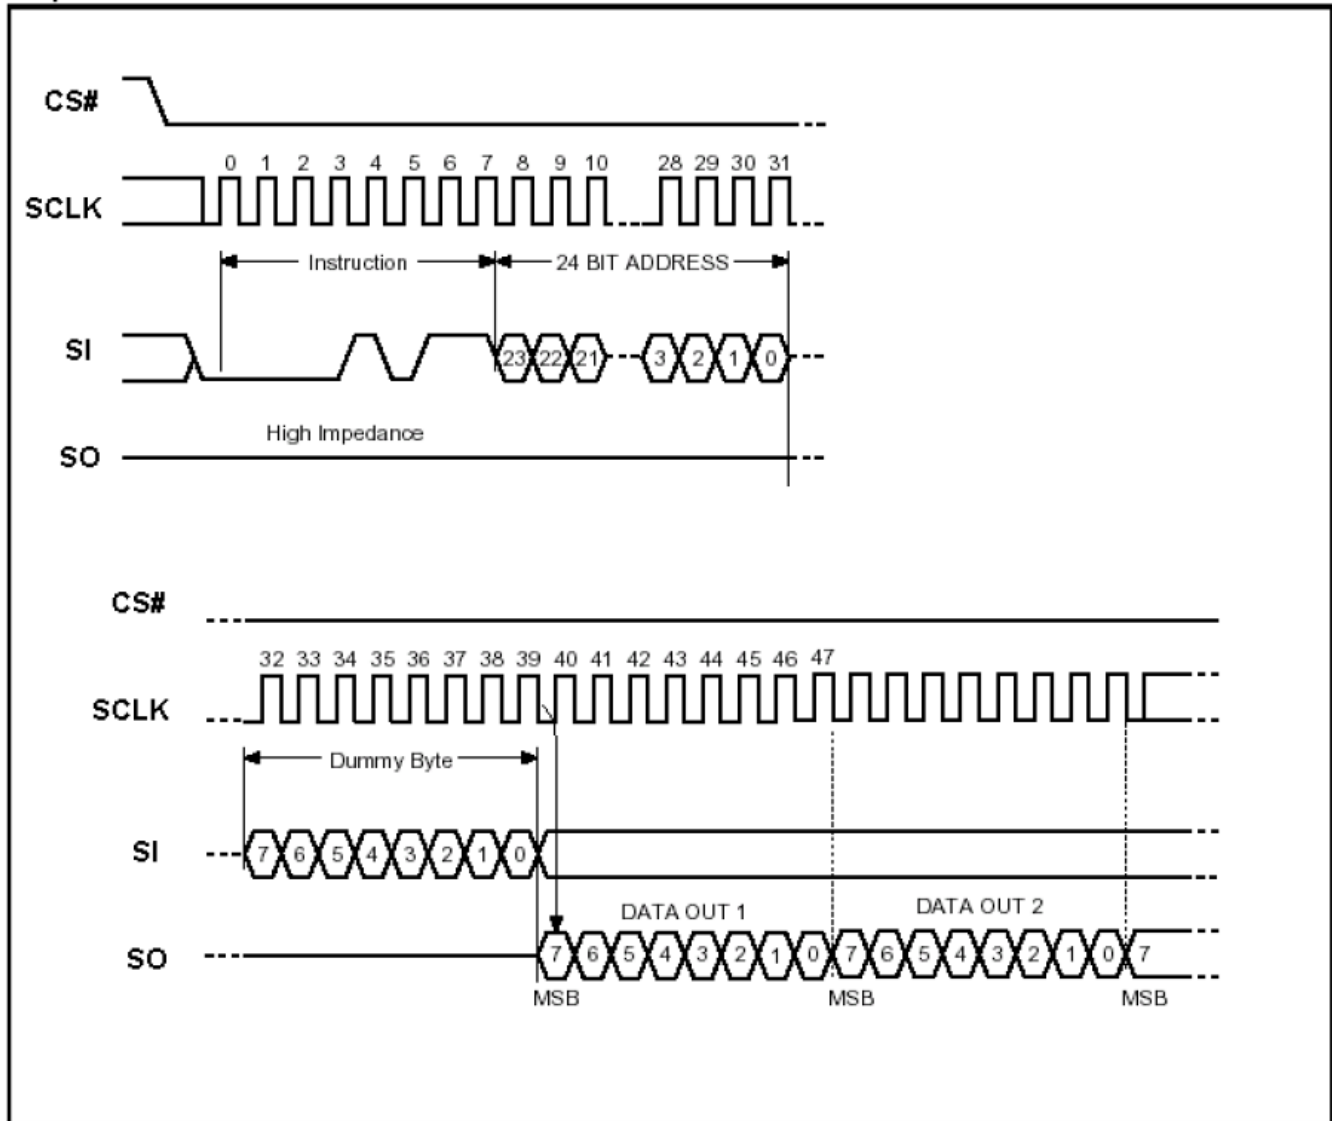 CS#
0 1 2 3 4 5 6 7 8 9 10 28 29 30 31
SCLK
Instruction 24 BIT ADDRESS
SI
23 22 21 3 2 1 0
High Impedance
SO
CS#
32 33 34 35 36 37 38 39 40 41 42 43 44 45 46 47
SCLK
Dummy Byte
SI
7 6 5 4 3 2 1 0
DATA OUT 1 DATA OUT 2
SO
7 6 5 4 3 2 1 0 7 6 5 4 3 2 1 0 7
MSB MSB MSB